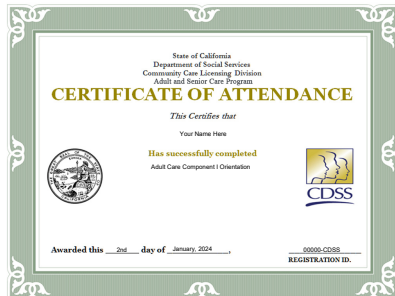 State of California
Department of Social Services
Community Care Licensing Division
Adult and Senior Care Program
CERTIFICATE OF ATTENDANCE
This Certifies that
Your Name Here
Has successfully completed
Adult Care Component I Orientation
CDSS
Awarded this 2nd day of January, 2024,
00000-CDSS
REGISTRATION ID.